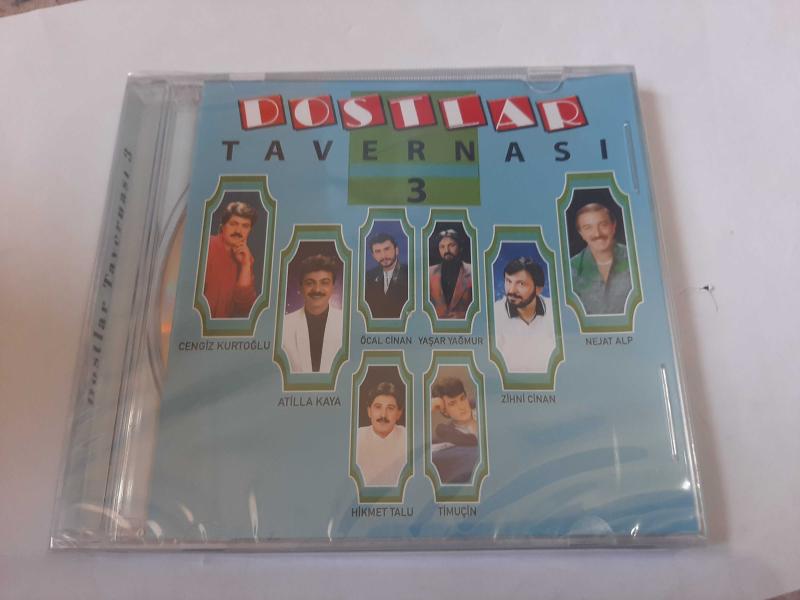 DOSTLAR
TAVERNASI
3
CENGİZ KURTOĞLU
ATİLLA KAYA
ÖCAL CİNAN
YAŞAR YAĞMUR
ZİHNİ CİNAN
NEJAT ALP
HİKMET TALU
TİMUÇİN
Dostlar Tavernası 3